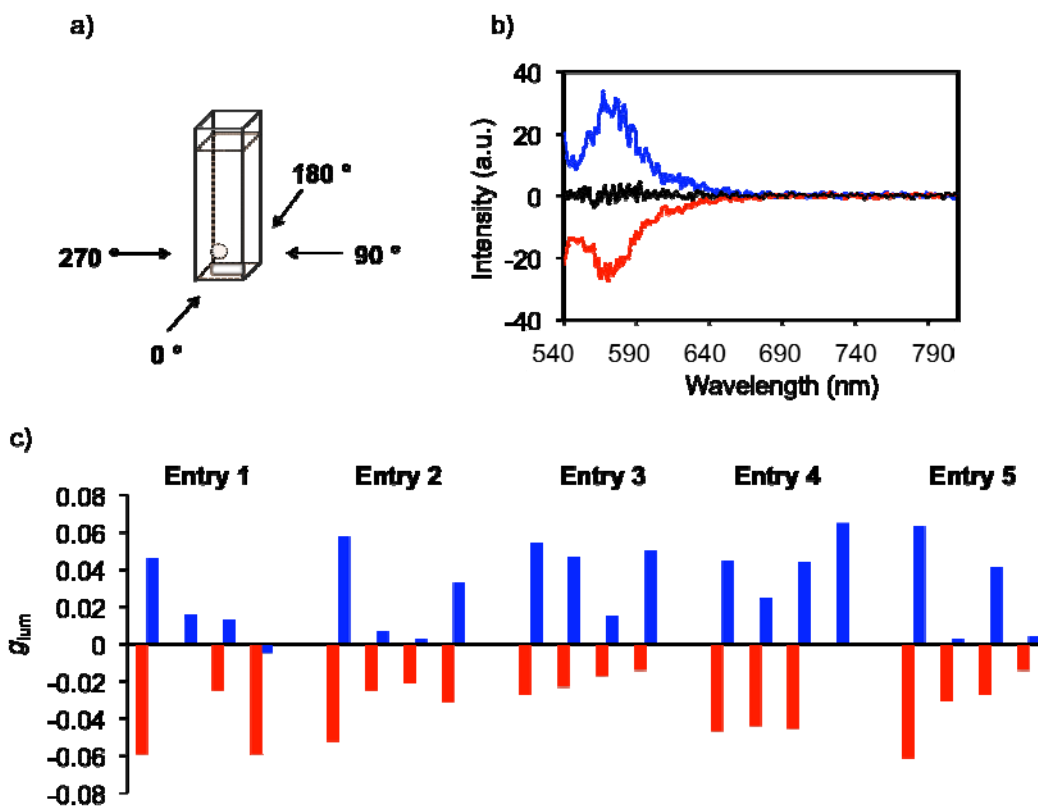 a)
180 °
270 °
90 °
0 °
b)
Intensity (a.u.)
40
20
0
-20
-40
540 590 640 690 740 790
Wavelength (nm)
c)
Entry 1 Entry 2 Entry 3 Entry 4 Entry 5
glum
0.08
0.06
0.04
0.02
0
-0.02
-0.04
-0.06
-0.08